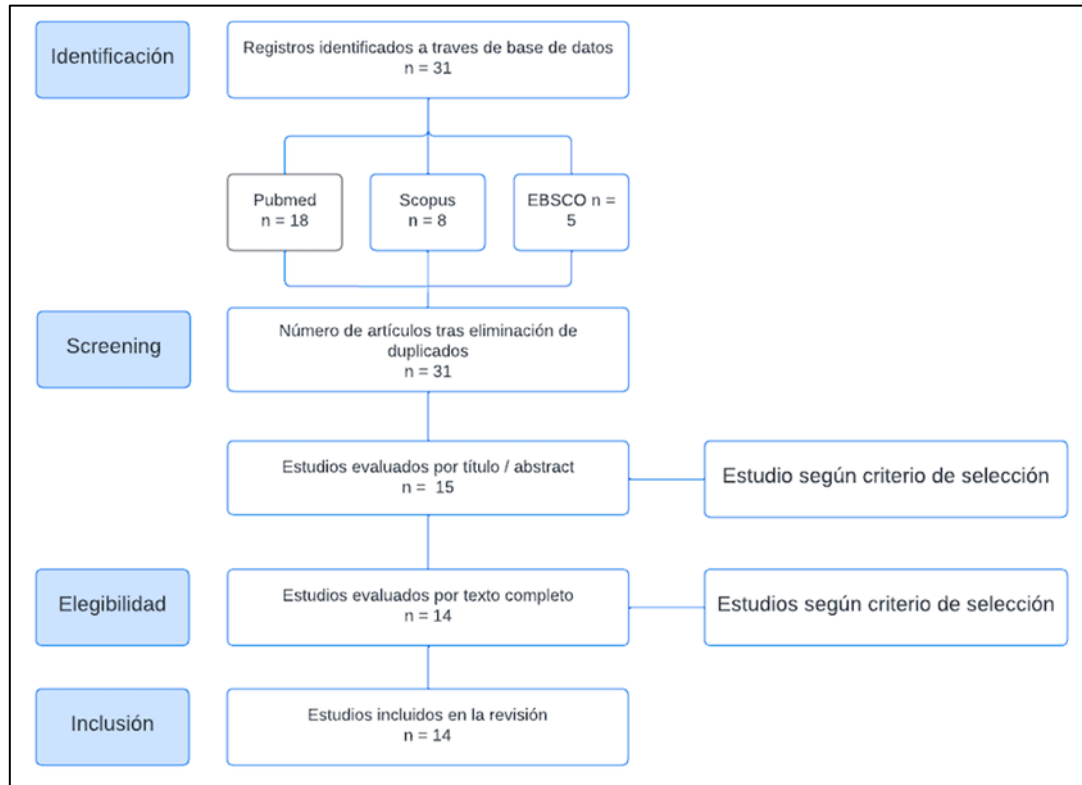 Identificación
Registros identificados a traves de base de datos
n = 31
Pubmed
n = 18
Scopus
n = 8
EBSCO n =
5
Screening
Número de artículos tras eliminación de
duplicados
n = 31
Estudios evaluados por título / abstract
n = 15
Estudio según criterio de selección
Elegibilidad
Estudios evaluados por texto completo
n = 14
Estudios según criterio de selección
Inclusión
Estudios incluidos en la revisión
n = 14